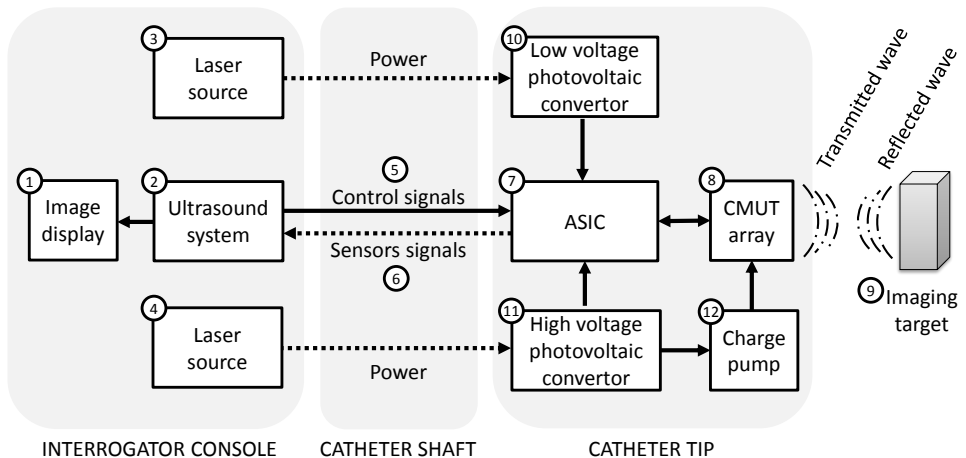 3
Laser
source
Power
10
Low voltage
photovoltaic
convertor
Transmitted wave
Reflected wave
1
Image
display
2
Ultrasound
system
5
Control signals
Sensors signals
6
7
ASIC
8
CMUT
array
9
Imaging
target
4
Laser
source
Power
11
High voltage
photovoltaic
convertor
12
Charge
pump
INTERROGATOR CONSOLE
CATHETER SHAFT
CATHETER TIP